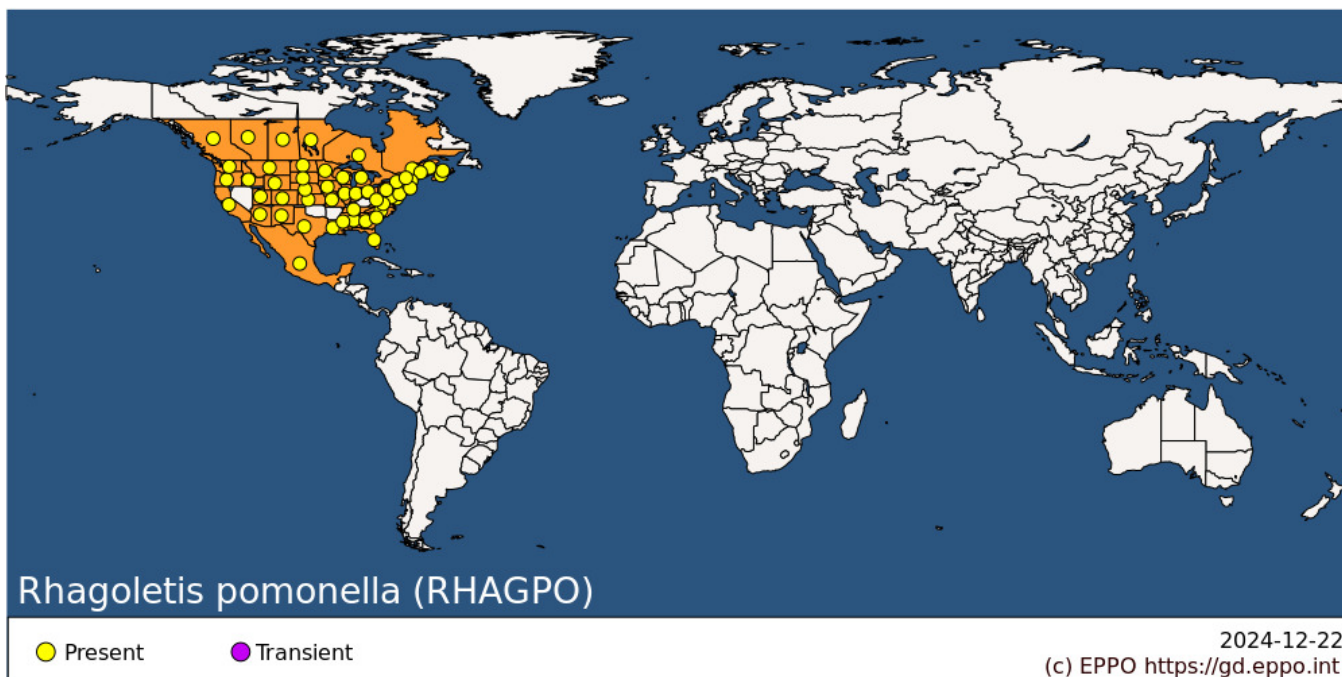 Rhagoletis pomonella (RHAGPO)
Present
Transient
2024-12-22
(c) EPPO https://gd.eppo.int